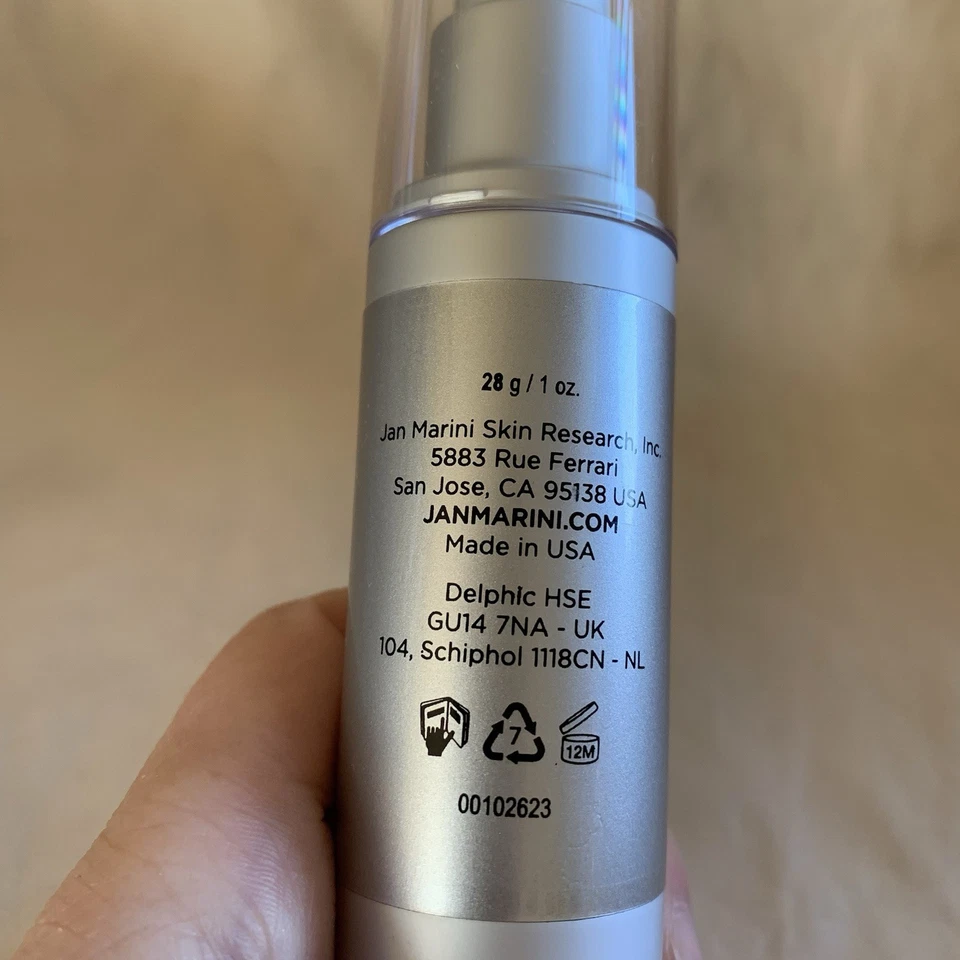 28 g / 1 oz.
Jan Marini Skin Research, Inc.
5883 Rue Ferrari
San Jose, CA 95138 USA
JANMARINI.COM
Made in USA
Delphic HSE
GU14 7NA - UK
104, Schiphol 1118CN - NL
7
12M
00102623